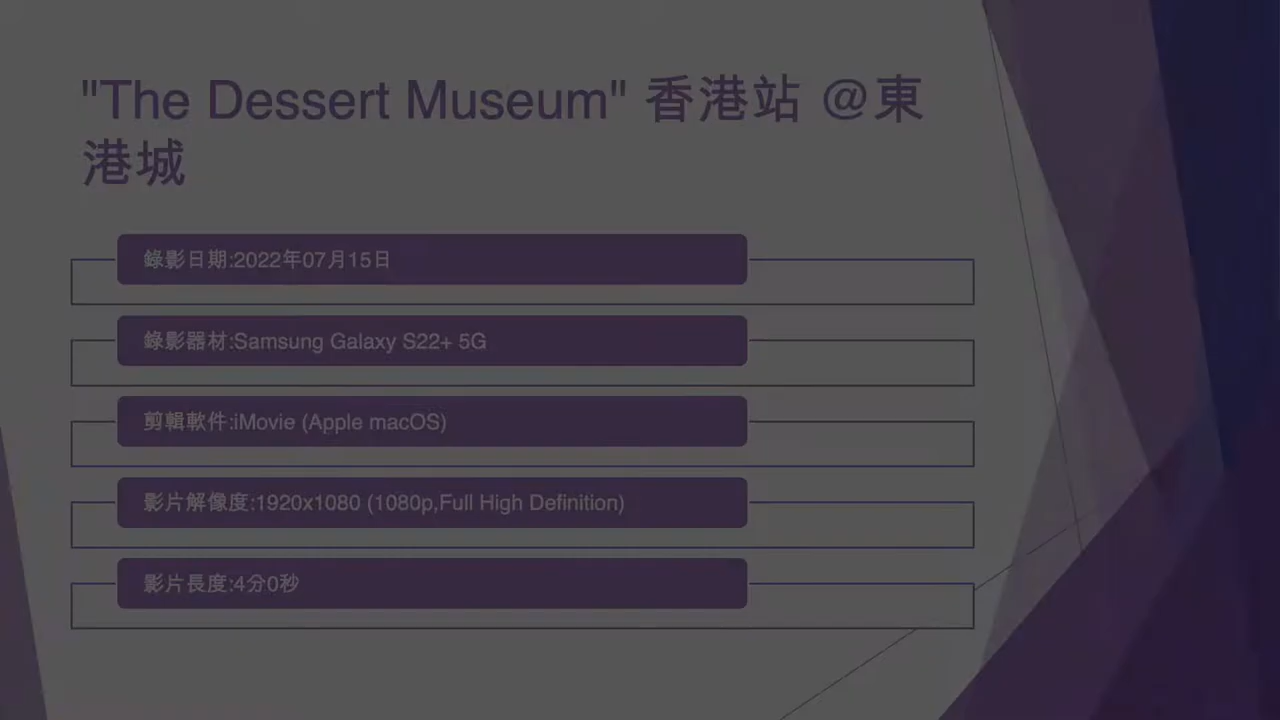 "The Dessert Museum" 香港站 @東
港城
錄影日期:2022年07月15日
錄影器材:Samsung Galaxy S22+ 5G
剪輯軟件:iMovie (Apple macOS)
影片解像度:1920x1080 (1080p,Full High Definition)
影片長度:4分0秒